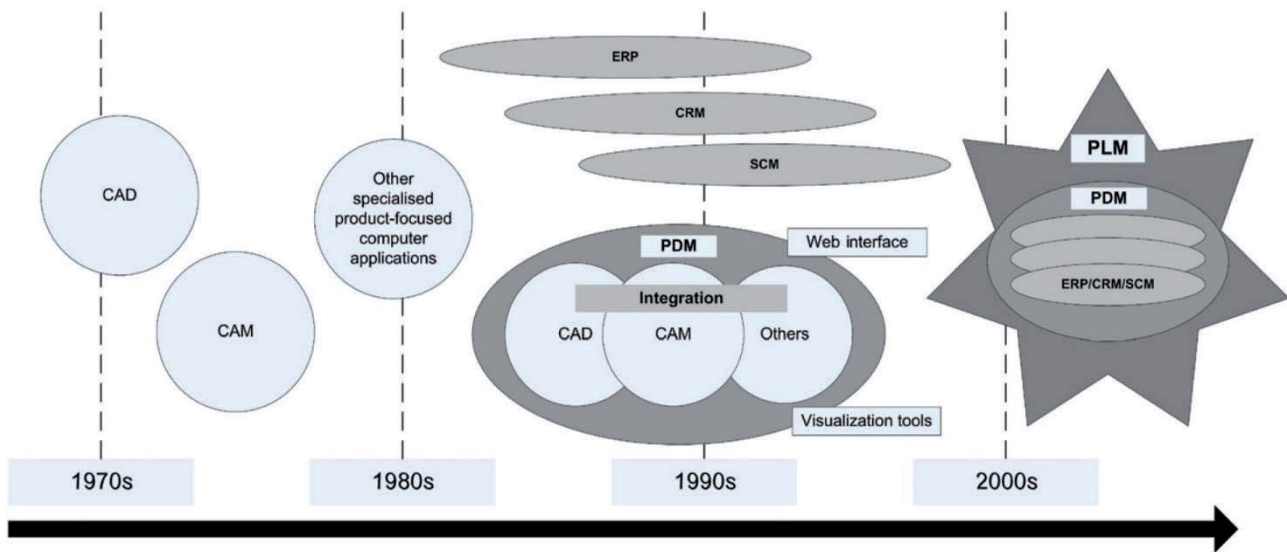 ERP
CRM
SCM
CAD
CAM
Other
specialised
product-focused
computer
applications
PDM
Web interface
Integration
CAD
CAM
Others
Visualization tools
PLM
PDM
ERP/CRM/SCM
1970s
1980s
1990s
2000s